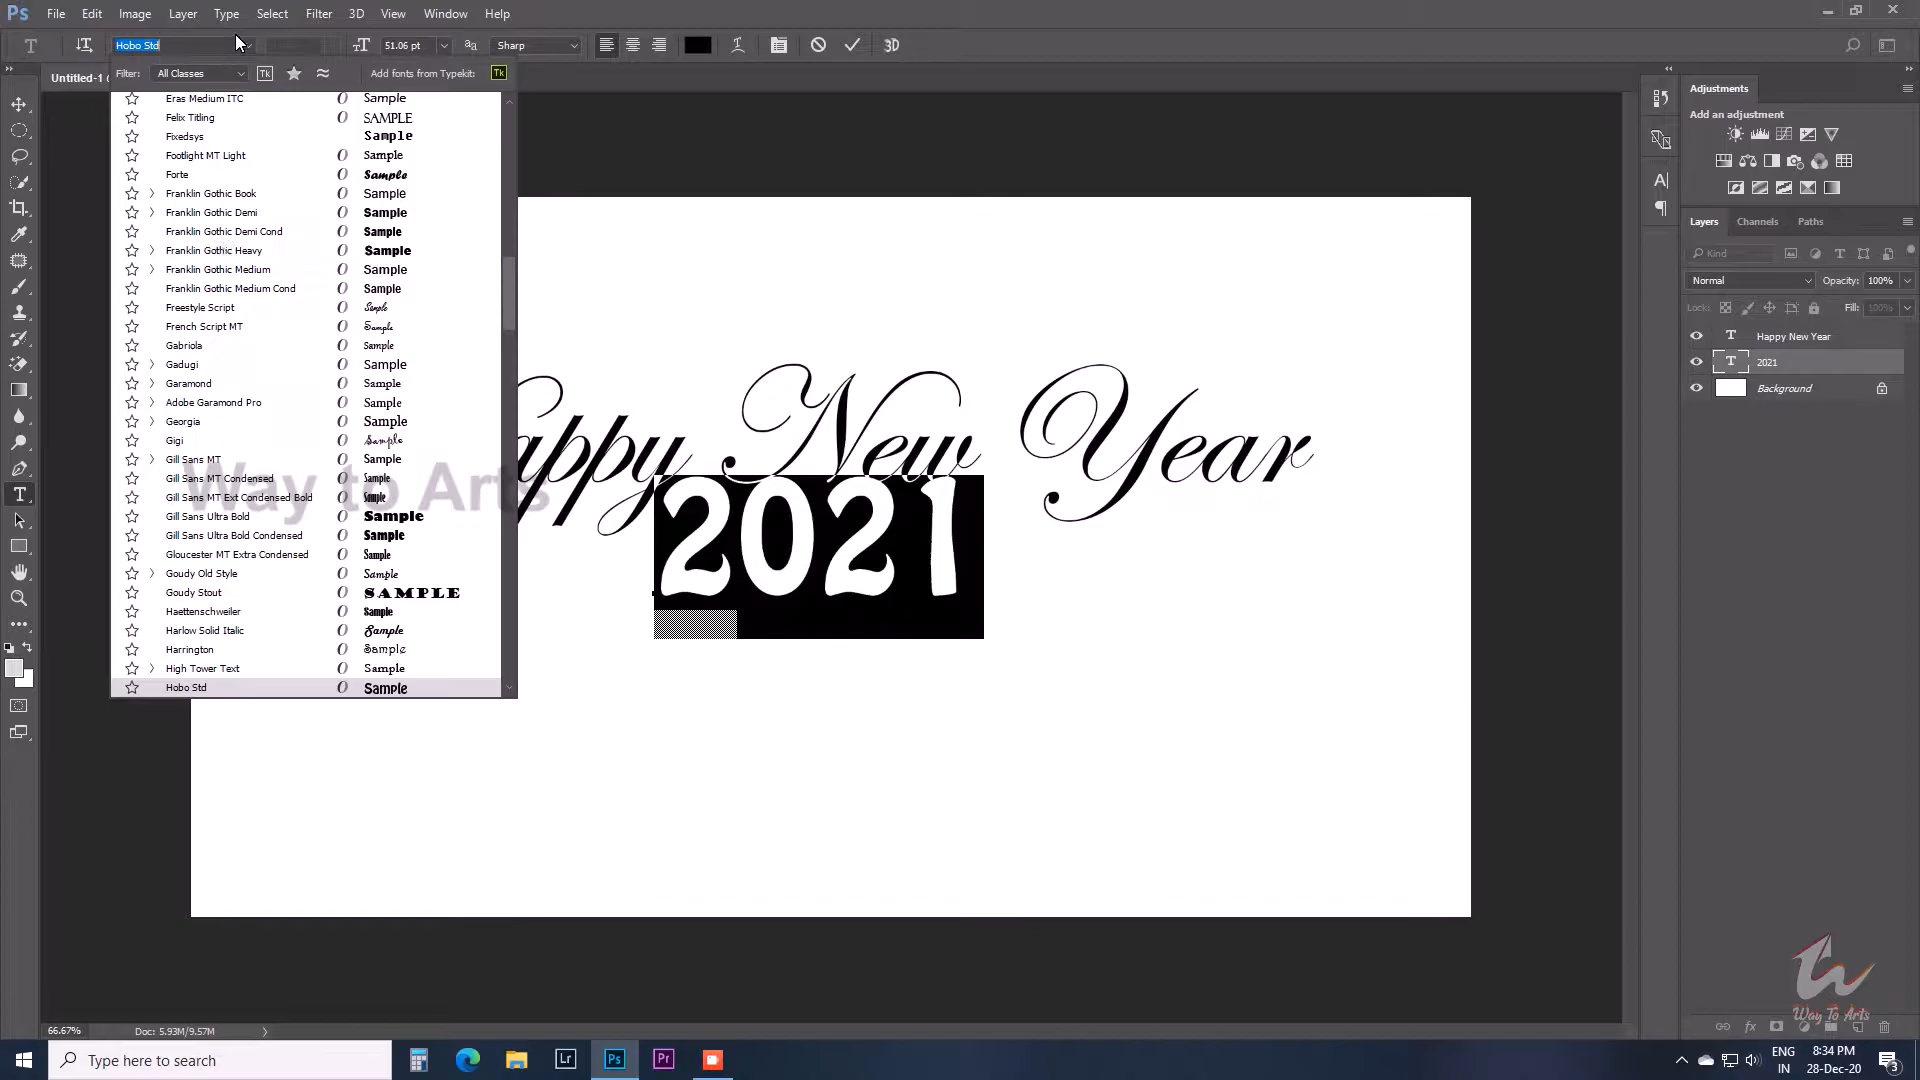 Ps File Edit Image Layer Type Select Filter 3D View Window Help
Hobo Std 51.06 pt Sharp 3D
Filter: All Classes Tk Add fonts from Typekit: Tk
Untitled-1
Eras Medium ITC Sample
Felix Titling SAMPLE
Fixedsys Sample
Footlight MT Light Sample
Forte Sample
Franklin Gothic Book Sample
Franklin Gothic Demi Sample
Franklin Gothic Demi Cond Sample
Franklin Gothic Heavy Sample
Franklin Gothic Medium Sample
Franklin Gothic Medium Cond Sample
Freestyle Script Sample
French Script MT Sample
Gabriola Sample
Gadugi Sample
Garamond Sample
Adobe Garamond Pro Sample
Georgia Sample
Gigi Sample
Gill Sans MT Sample
Gill Sans MT Condensed Sample
Gill Sans MT Ext Condensed Bold Sample
Gill Sans Ultra Bold Sample
Gill Sans Ultra Bold Condensed Sample
Gloucester MT Extra Condensed Sample
Goudy Old Style Sample
Goudy Stout SAMPLE
Haettenschweiler Sample
Harlow Solid Italic Sample
Harrington Sample
High Tower Text Sample
Hobo Std Sample
Way to Arts
appy New Year
2021
Adjustments
Add an adjustment
Layers Channels Paths
Kind
Normal Opacity: 100%
Lock: Fill: 100%
Happy New Year
2021
Background
Way To Arts
66.67% Doc: 5.93M/9.57M
Type here to search
Lr Ps Pr
ENG 8:34 PM
IN 28-Dec-20 3